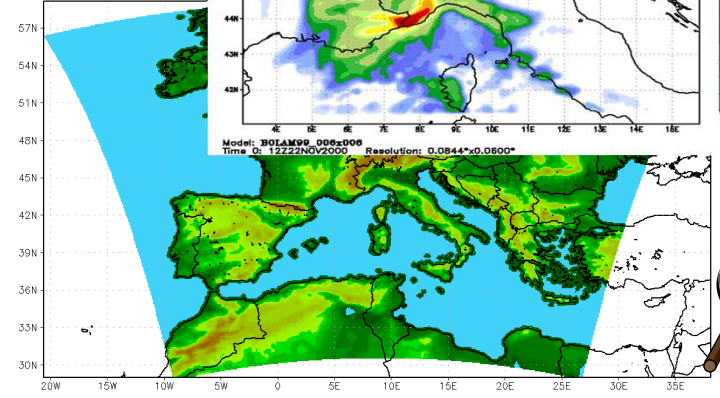 57N
54N
51N
48N
45N
42N
39N
36N
33N
30N
20W 15W 10W 5W 0 5E 10E 15E 20E 25E 30E 35E
44N
43N
42N
4E 5E 6E 7E 8E 9E 10E 11E 12E 13E 14E 15E
Model: BOLAM99_006x006
Time 0: 12Z22NOV2000 Resolution: 0.0844°x0.0600°